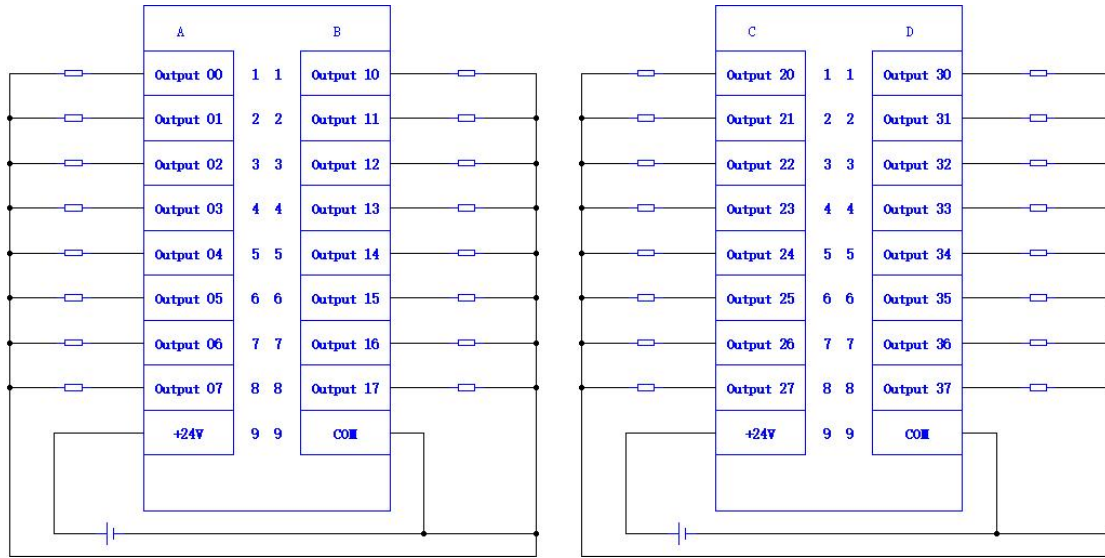 A B C D
Output 00 1 1 Output 10 Output 20 1 1 Output 30
Output 01 2 2 Output 11 Output 21 2 2 Output 31
Output 02 3 3 Output 12 Output 22 3 3 Output 32
Output 03 4 4 Output 13 Output 23 4 4 Output 33
Output 04 5 5 Output 14 Output 24 5 5 Output 34
Output 05 6 6 Output 15 Output 25 6 6 Output 35
Output 06 7 7 Output 16 Output 26 7 7 Output 36
Output 07 8 8 Output 17 Output 27 8 8 Output 37
+24V 9 9 COM +24V 9 9 COM